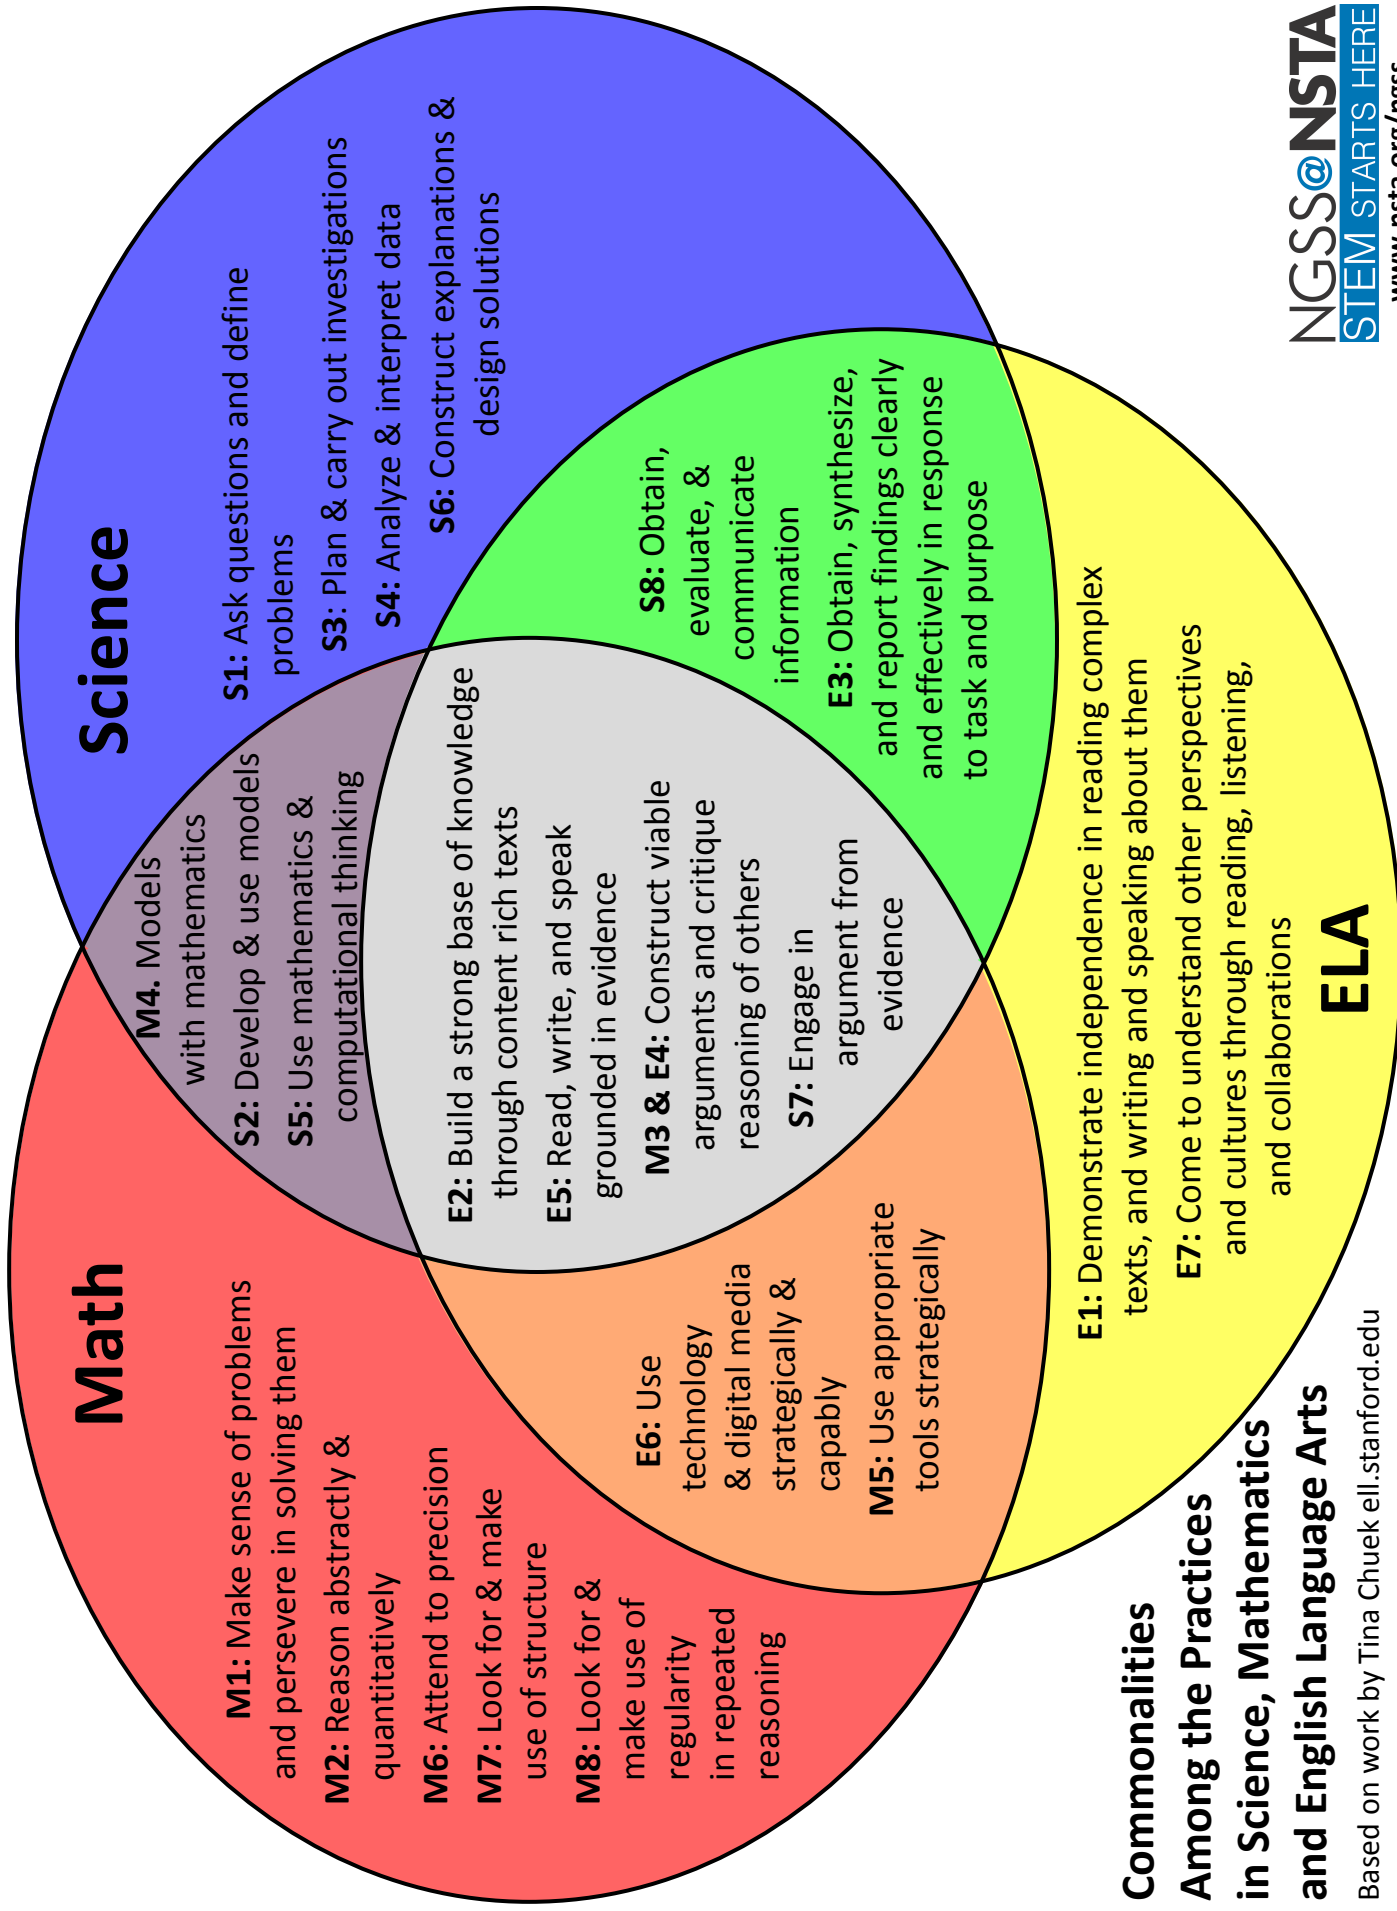 Math
M1: Make sense of problems
and persevere in solving them
M2: Reason abstractly &
quantitatively
M6: Attend to precision
M7: Look for & make
use of structure
M8: Look for &
make use of
regularity
in repeated
reasoning
Science
S1: Ask questions and define
problems
S3: Plan & carry out investigations
S4: Analyze & interpret data
S6: Construct explanations &
design solutions
M4. Models
with mathematics
S2: Develop & use models
S5: Use mathematics &
computational thinking
E2: Build a strong base of knowledge
through content rich texts
E5: Read, write, and speak
grounded in evidence
M3 & E4: Construct viable
arguments and critique
reasoning of others
S7: Engage in
argument from
evidence
E6: Use
technology
& digital media
strategically &
capably
M5: Use appropriate
tools strategically
S8: Obtain,
evaluate, &
communicate
information
E3: Obtain, synthesize,
and report findings clearly
and effectively in response
to task and purpose
E1: Demonstrate independence in reading complex
texts, and writing and speaking about them
E7: Come to understand other perspectives
and cultures through reading, listening,
and collaborations
ELA
Commonalities
Among the Practices
in Science, Mathematics
and English Language Arts
Based on work by Tina Chuek ell.stanford.edu
NGSS@NSTA
STEM STARTS HERE
www.nsta.org/ngss